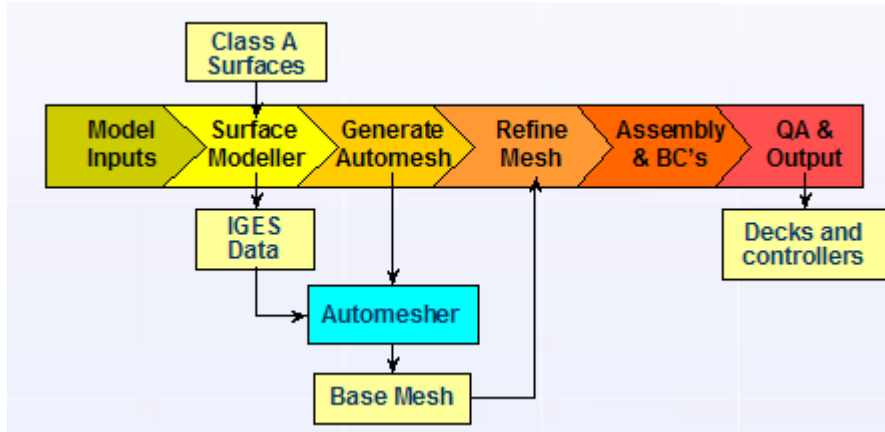 Class A
Surfaces
Model
Inputs
Surface
Modeller
Generate
Automesh
Refine
Mesh
Assembly
& BC's
QA &
Output
IGES
Data
Decks and
controllers
Automesher
Base Mesh